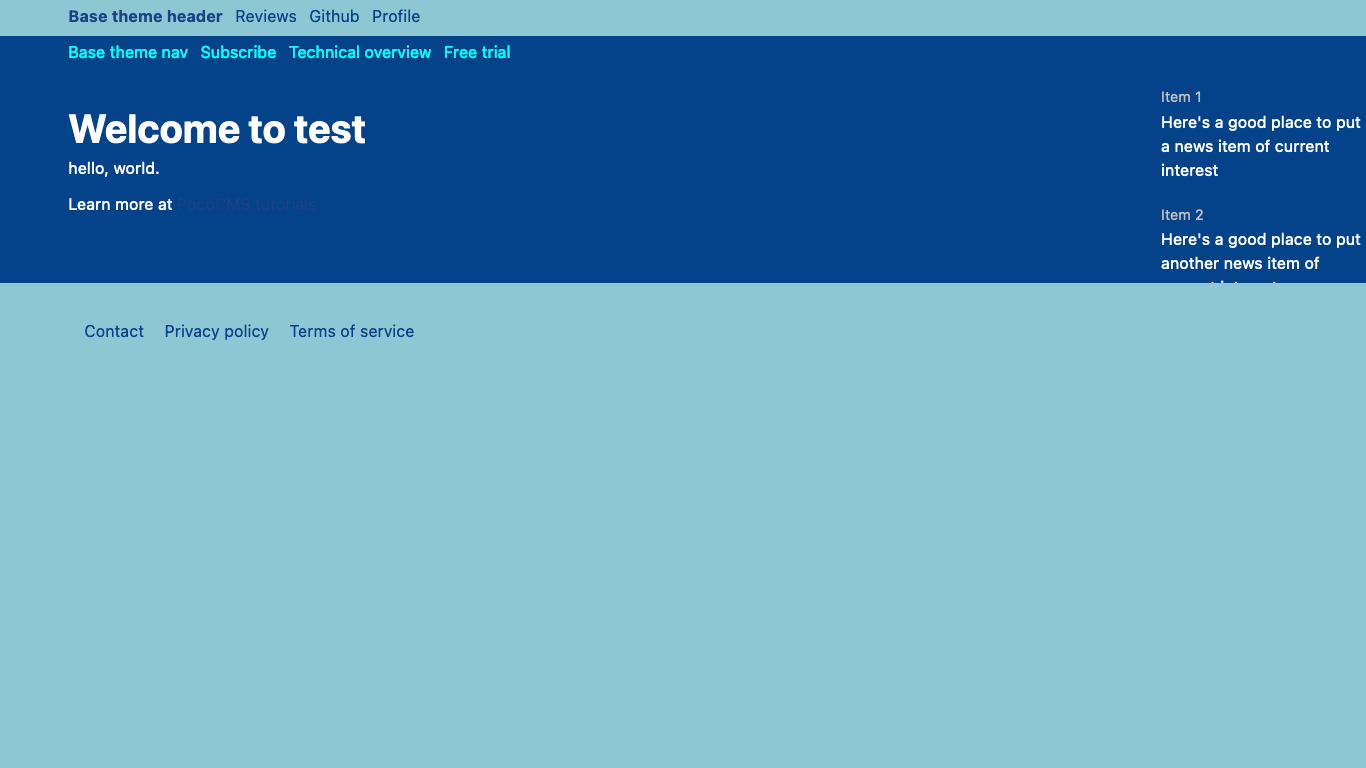 Base theme header Reviews Github Profile
Base theme nav Subscribe Technical overview Free trial
Welcome to test
hello, world.
Learn more at PocoCMS tutorials
Item 1
Here's a good place to put
a news item of current
interest
Item 2
Here's a good place to put
another news item of
Contact Privacy policy Terms of service